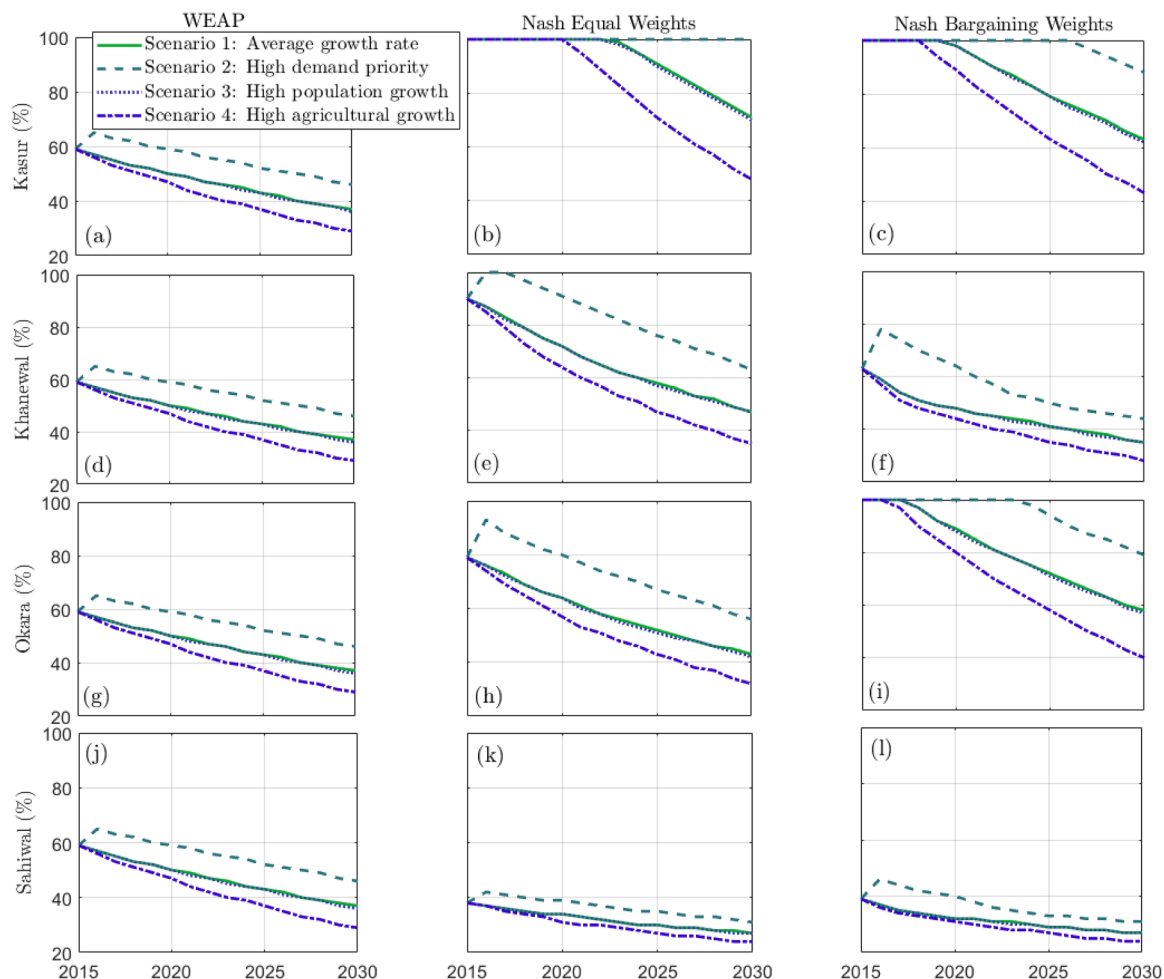 WEAP
Nash Equal Weights
Nash Bargaining Weights
Scenario 1: Average growth rate
Scenario 2: High demand priority
Scenario 3: High population growth
Scenario 4: High agricultural growth
Kasur (%)
100
80
60
40
20
(a)
(b)
(c)
Khanewal (%)
100
80
60
40
20
(d)
(e)
(f)
Okara (%)
100
80
60
40
20
(g)
(h)
(i)
Sahiwal (%)
100
80
60
40
20
(j)
(k)
(l)
2015 2020 2025 2030
2015 2020 2025 2030
2015 2020 2025 2030